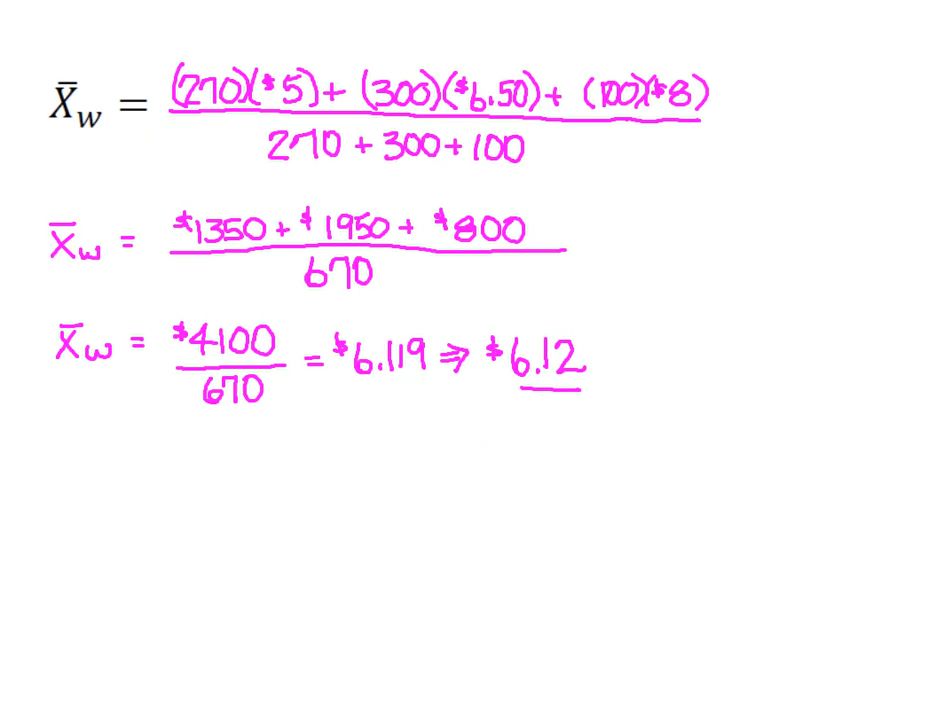 X̄w = (270)($5) + (300)($6.50) + (100)($8)
270 + 300 + 100
X̄w = $1350 + $1950 + $800
670
X̄w = $4100 = $6.119 ⇒ $6.12
670